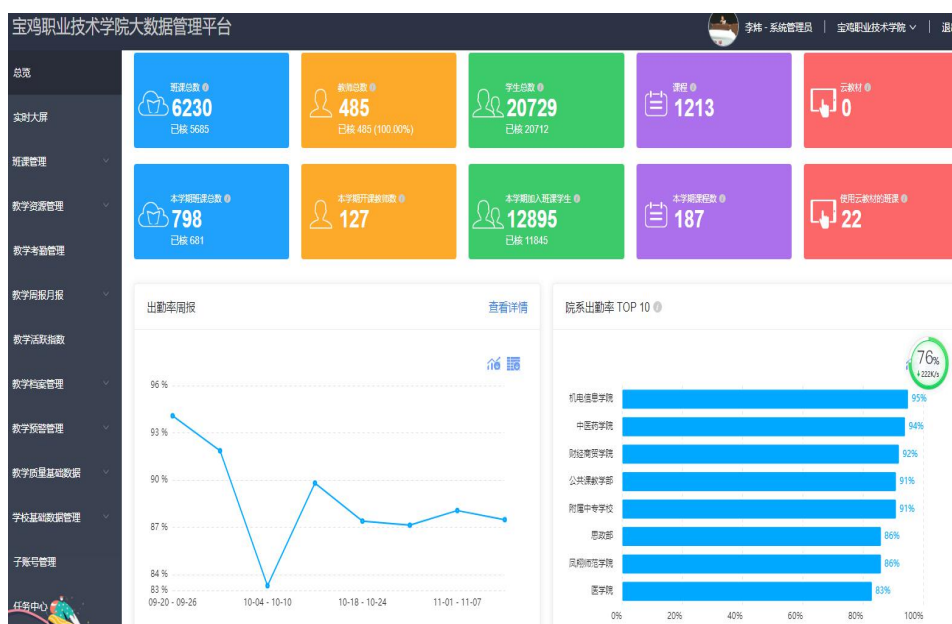 宝鸡职业技术学院大数据管理平台
李炜 - 系统管理员 | 宝鸡职业技术学院 | 退
总览
实时大屏
班课管理
教学资源管理
教学考勤管理
教学周报月报
教学活跃指数
教学档案管理
教学预警管理
教学质量基础数据
学校基础数据管理
子账号管理
任务中心
班课总数
6230
已核 5685
教师总数
485
已核 485 (100.00%)
学生总数
20729
已核 20712
课程
1213
云教材
0
本学期班课总数
798
已核 681
本学期开课教师数
127
本学期加入班课学生
12895
已核 11845
本学期课程数
187
使用云教材的班课
22
出勤率周报
查看详情
96 %
93 %
90 %
87 %
84 %
83 %
09-20 - 09-26
10-04 - 10-10
10-18 - 10-24
11-01 - 11-07
院系出勤率 TOP 10
76%
222K/s
机电信息学院 95%
中医药学院 94%
财经商贸学院 92%
公共课教学部 91%
附属中专学校 91%
思政部 86%
凤翔师范学院 86%
医学院 83%
0%
20%
40%
60%
80%
100%